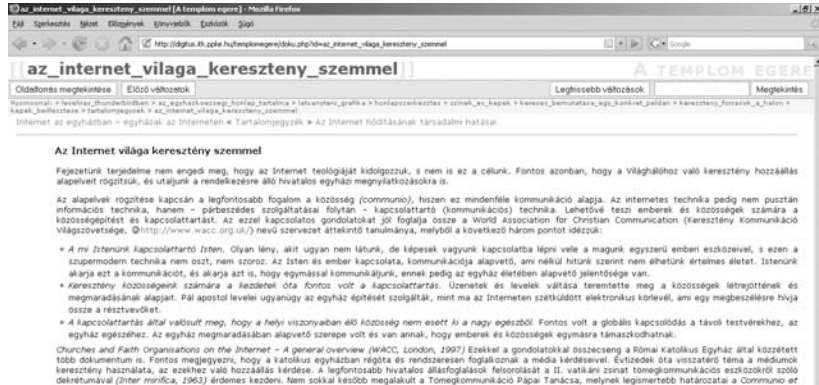 az_internet_vilaga_kereszteny_szemmel [A templom egere] - Mozilla Firefox
Fájl Szerkesztés Nézet Előzmények Könyvjelzők Eszközök Súgó
http://digitus.itk.ppke.hu/templomegere/doku.php?id=az_internet_vilaga_kereszteny_szemmel
Google
[[az_internet_vilaga_kereszteny_szemmel]] A TEMPLOM EGERE
Oldalforrás megtekintése Előző változatok Legfrissebb változások Megtekintés
Nyomvonal: » leveliras_thunderbirdben » az_egyhazkozsegi_honlap_tartalma » latvanyterv_grafika » honlapszerkesztes » szinek_es_kepek » kereses_bemutatasa_egy_konkret_peldan » kereszteny_forrasok_a_halon »
kepek_beillesztese » tartalomjegyzek » az_internet_vilaga_kereszteny_szemmel
Internet az egyházban – egyházak az Interneten « Tartalomjegyzék » Az Internet hódításának társadalmi hatásai
Az Internet világa keresztény szemmel
Fejezetünk terjedelme nem engedi meg, hogy az Internet teológiáját kidolgozzuk, s nem is ez a célunk. Fontos azonban, hogy a Világhálóhoz való keresztény hozzáállás
alapelveit rögzítsük, és utaljunk a rendelkezésre álló hivatalos egyházi megnyilatkozásokra is.
Az alapelvek rögzítése kapcsán a legfontosabb fogalom a közösség (communio), hiszen ez mindenféle kommunikáció alapja. Az internetes technika pedig nem pusztán
információs technika, hanem – párbeszédes szolgáltatásai folytán – kapcsolattartó (kommunikációs) technika. Lehetővé teszi emberek és közösségek számára a
közösségépítést és kapcsolattartást. Az ezzel kapcsolatos gondolatokat jól foglalja össze a World Association for Christian Communication (Keresztény Kommunikáció
Világszövetsége, http://www.wacc.org.uk/) nevű szervezet áttekintő tanulmánya, melyből a következő három pontot idézzük:
A mi Istenünk kapcsolattartó Isten. Olyan lény, akit ugyan nem látunk, de képesek vagyunk kapcsolatba lépni vele a magunk egyszerű emberi eszközeivel, s ezen a
szupermodern technika nem oszt, nem szoroz. Az Isten és ember kapcsolata, kommunikációja alapvető, ami nélkül hitünk szerint nem élhetünk értelmes életet. Istenünk
akarja ezt a kommunikációt, és akarja azt is, hogy egymással kommunikáljunk, ennek pedig az egyház életében alapvető jelentősége van.
Keresztény közösségeink számára a kezdetek óta fontos volt a kapcsolattartás. Üzenetek és levelek váltása teremtette meg a közösségek létrejöttének és
megmaradásának alapjait. Pál apostol levelei ugyanúgy az egyház építését szolgálták, mint ma az Interneten szétküldött elektronikus körlevél, ami egy megbeszélésre hívja
össze a résztvevőket.
A kapcsolattartás által valósult meg, hogy a helyi viszonyaiban élő közösség nem esett ki a nagy egészből. Fontos volt a globális kapcsolódás a távoli testvérekhez, az
egyház egészéhez. Az egyház megmaradásában alapvető szerepe volt és van annak, hogy emberek és közösségek egymásra támaszkodhatnak.
Churches and Faith Organisations on the Internet – A general overview (WACC, London, 1997) Ezekkel a gondolatokkal összecseng a Római Katolikus Egyház által közzétett
több dokumentum is. Fontos megjegyezni, hogy a katolikus egyházban régóta és rendszeresen foglalkoznak a média kérdéseivel. Évtizedek óta visszatérő téma a médiumok
keresztény használata, az ezekhez való hozzáállás kérdése. A legfontosabb hivatalos állásfoglalások felsorolását a II. vatikáni zsinat tömegkommunikációs eszközökről szóló
dekrétumával (Inter mirifica, 1963) érdemes kezdeni. Nem sokkal később megalakult a Tömegkommunikáció Pápai Tanácsa, melynek legismertebb határozatai a Communio et